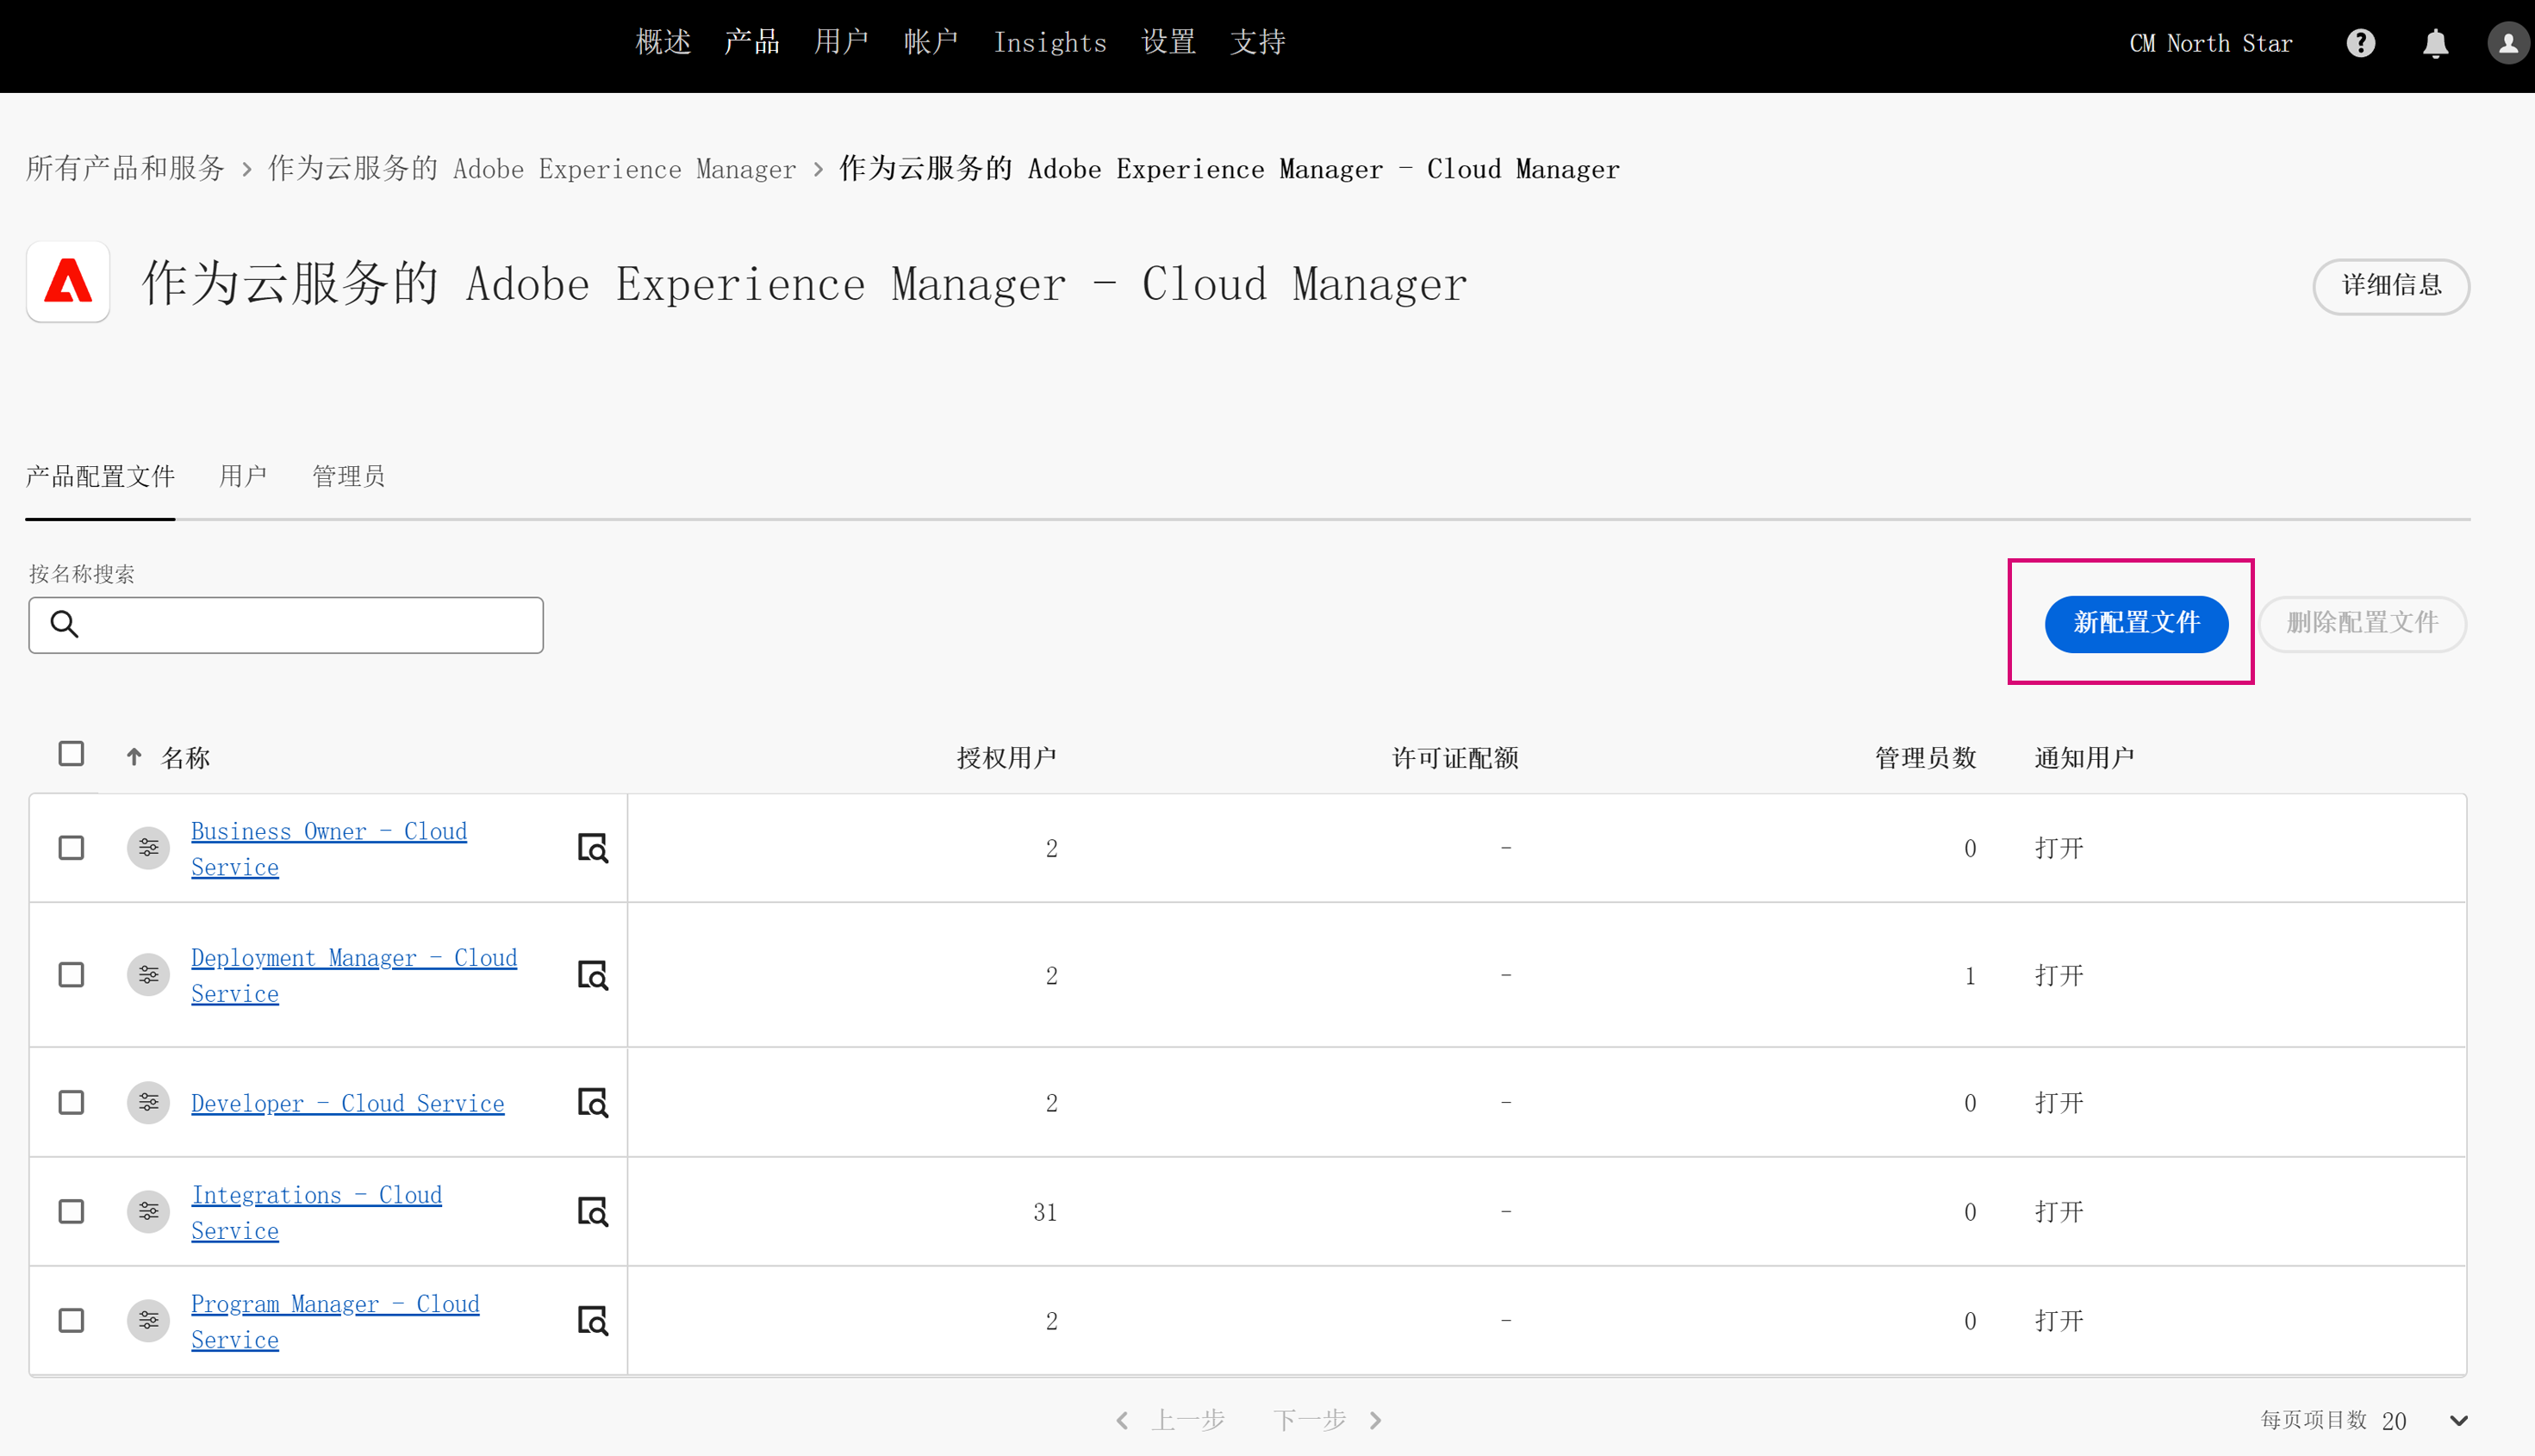 概述 产品 用户 帐户 Insights 设置 支持 CM North Star
所有产品和服务 > 作为云服务的 Adobe Experience Manager > 作为云服务的 Adobe Experience Manager - Cloud Manager
作为云服务的 Adobe Experience Manager - Cloud Manager 详细信息
产品配置文件 用户 管理员
按名称搜索
新配置文件 删除配置文件
名称 授权用户 许可证配额 管理员数 通知用户
Business Owner - Cloud
Service 2 - 0 打开
Deployment Manager - Cloud
Service 2 - 1 打开
Developer - Cloud Service 2 - 0 打开
Integrations - Cloud
Service 31 - 0 打开
Program Manager - Cloud
Service 2 - 0 打开
上一步 下一步 每页项目数 20